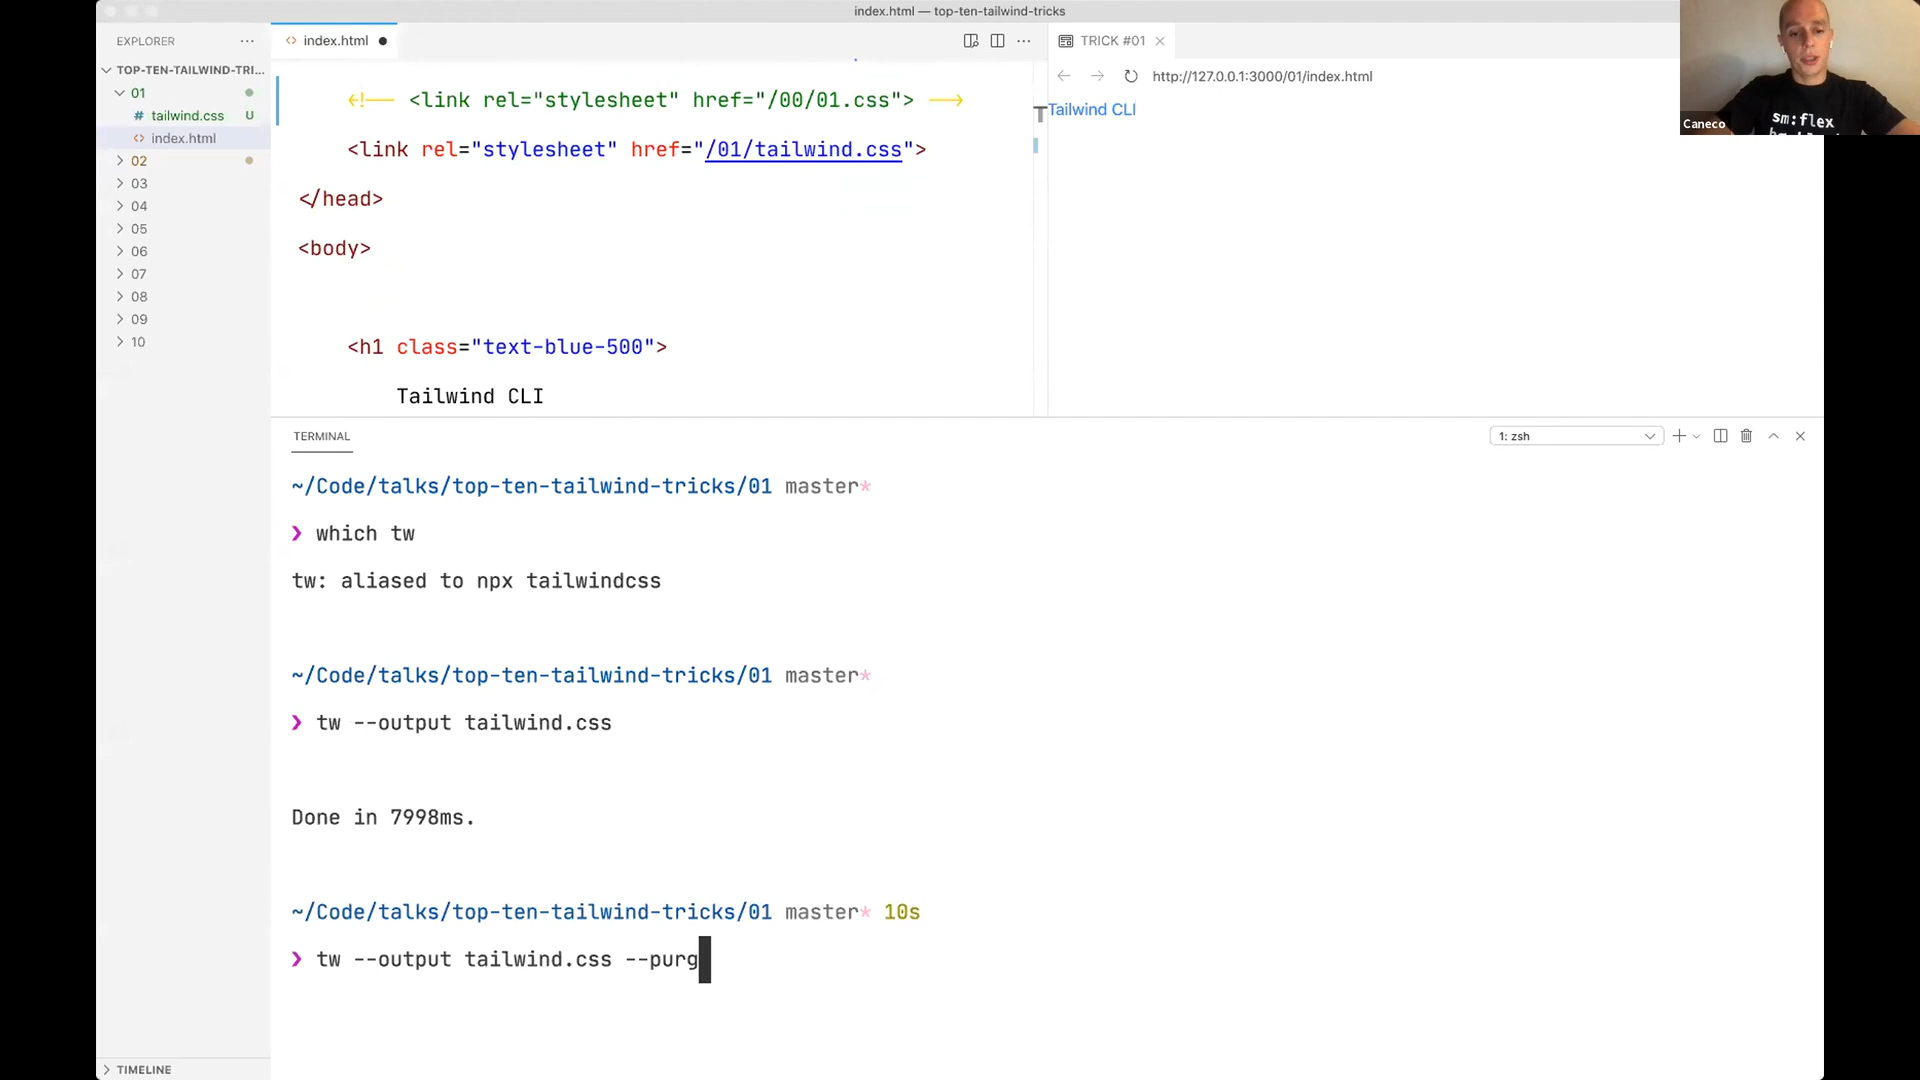 index.html — top-ten-tailwind-tricks
EXPLORER
TOP-TEN-TAILWIND-TRI...
01
# tailwind.css U
<> index.html
02
03
04
05
06
07
08
09
10
TIMELINE
<> index.html ●
<!-- <link rel="stylesheet" href="/00/01.css"> -->
<link rel="stylesheet" href="/01/tailwind.css">
</head>
<body>
<h1 class="text-blue-500">
Tailwind CLI
TRICK #01
http://127.0.0.1:3000/01/index.html
Tailwind CLI
Caneco
sm:flex
TERMINAL
1: zsh
~/Code/talks/top-ten-tailwind-tricks/01 master*
❯ which tw
tw: aliased to npx tailwindcss
~/Code/talks/top-ten-tailwind-tricks/01 master*
❯ tw --output tailwind.css
Done in 7998ms.
~/Code/talks/top-ten-tailwind-tricks/01 master* 10s
❯ tw --output tailwind.css --purg